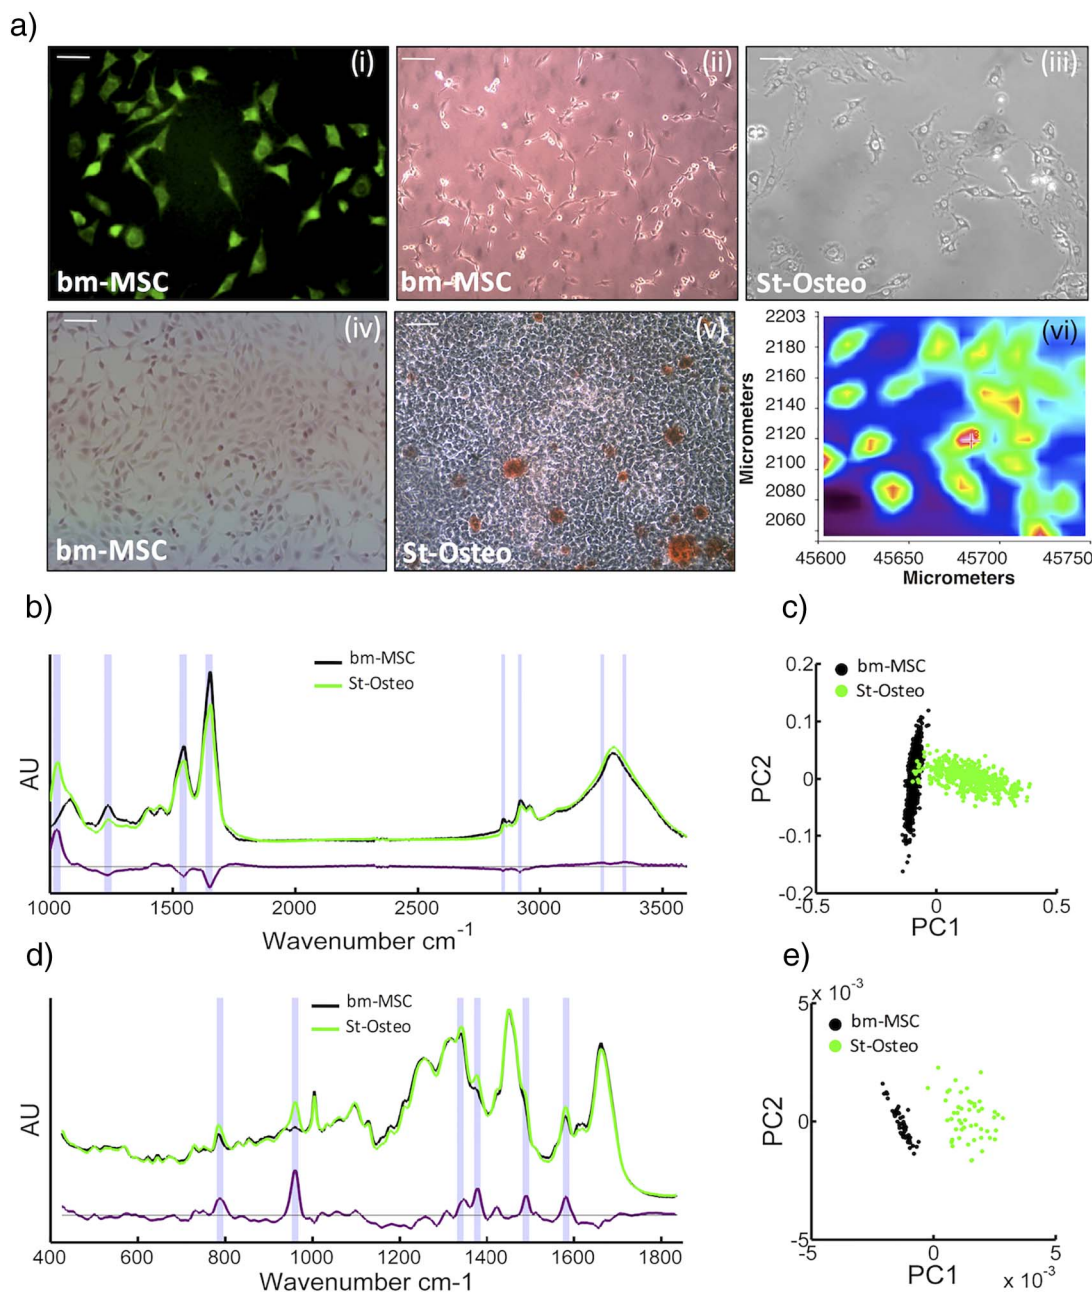 a)
(i)
bm-MSC
(ii)
bm-MSC
(iii)
St-Osteo
(iv)
bm-MSC
(v)
St-Osteo
(vi)
2203
2180
2160
2140
2120
2100
2080
2060
Micrometers
45600 45650 45700 45750
Micrometers
b)
bm-MSC
St-Osteo
AU
1000 1500 2000 2500 3000 3500
Wavenumber cm-1
c)
bm-MSC
St-Osteo
0.2
0.1
0
-0.1
-0.2
PC2
-0.5 0 0.5
PC1
d)
bm-MSC
St-Osteo
AU
400 600 800 1000 1200 1400 1600 1800
Wavenumber cm-1
e)
x 10-3
bm-MSC
St-Osteo
5
0
-5
PC2
-5 0 5
PC1
x 10-3